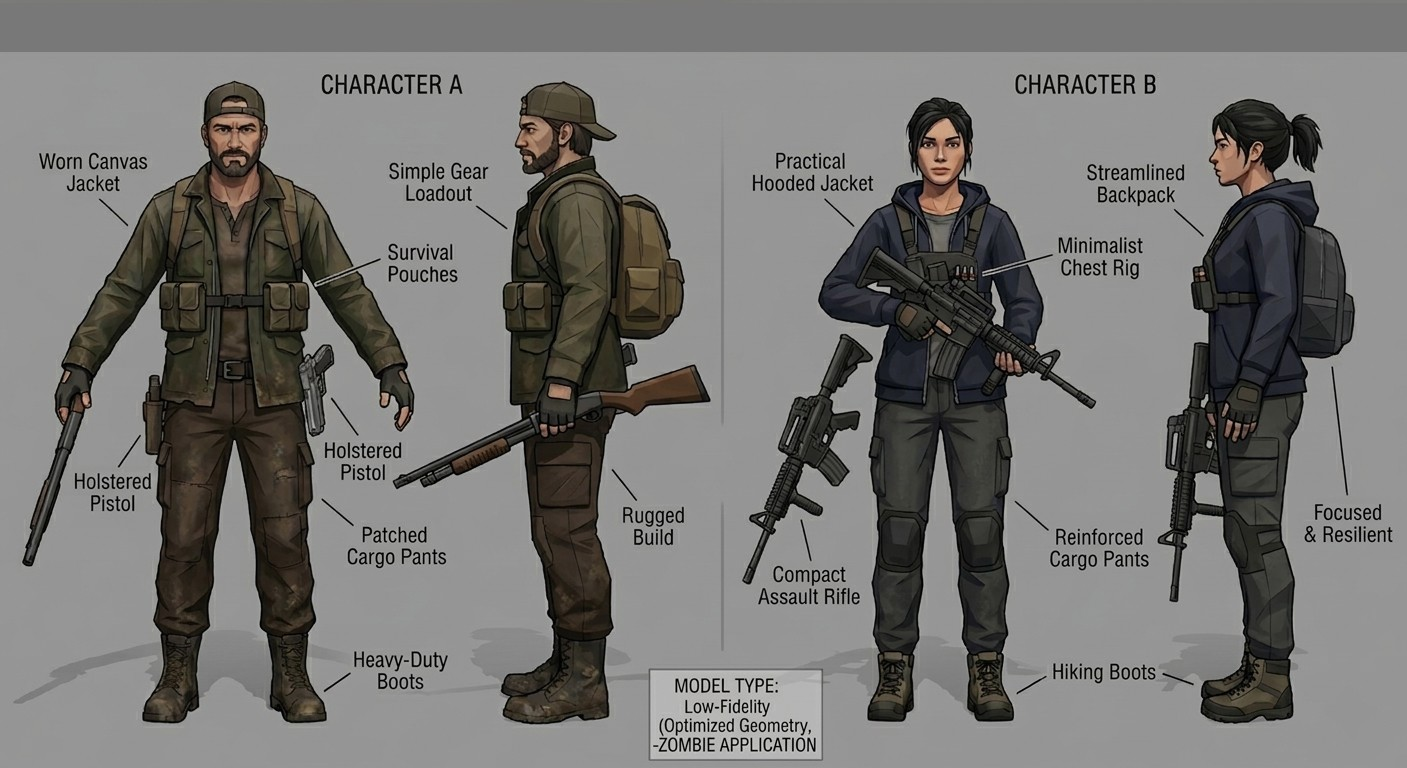 CHARACTER A
Worn Canvas
Jacket
Simple Gear
Loadout
Survival
Pouches
Holstered
Pistol
Holstered
Pistol
Patched
Cargo Pants
Rugged
Build
Heavy-Duty
Boots
CHARACTER B
Practical
Hooded Jacket
Streamlined
Backpack
Minimalist
Chest Rig
Compact
Assault Rifle
Reinforced
Cargo Pants
Focused
& Resilient
Hiking Boots
MODEL TYPE:
Low-Fidelity
(Optimized Geometry,
-ZOMBIE APPLICATION